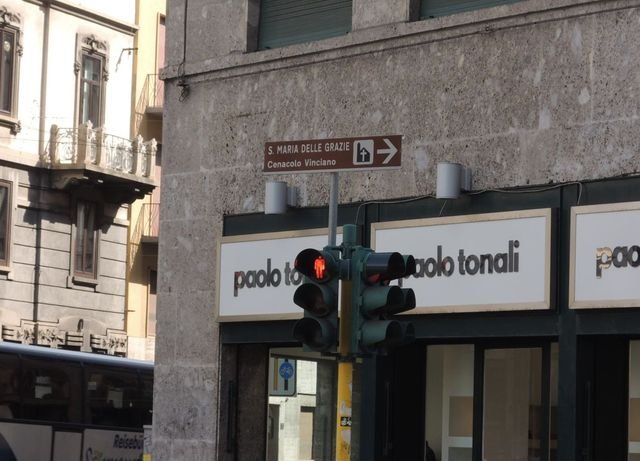 S. MARIA DELLE GRAZIE
Cenacolo Vinciano
paolo to
paolo tonali
pao